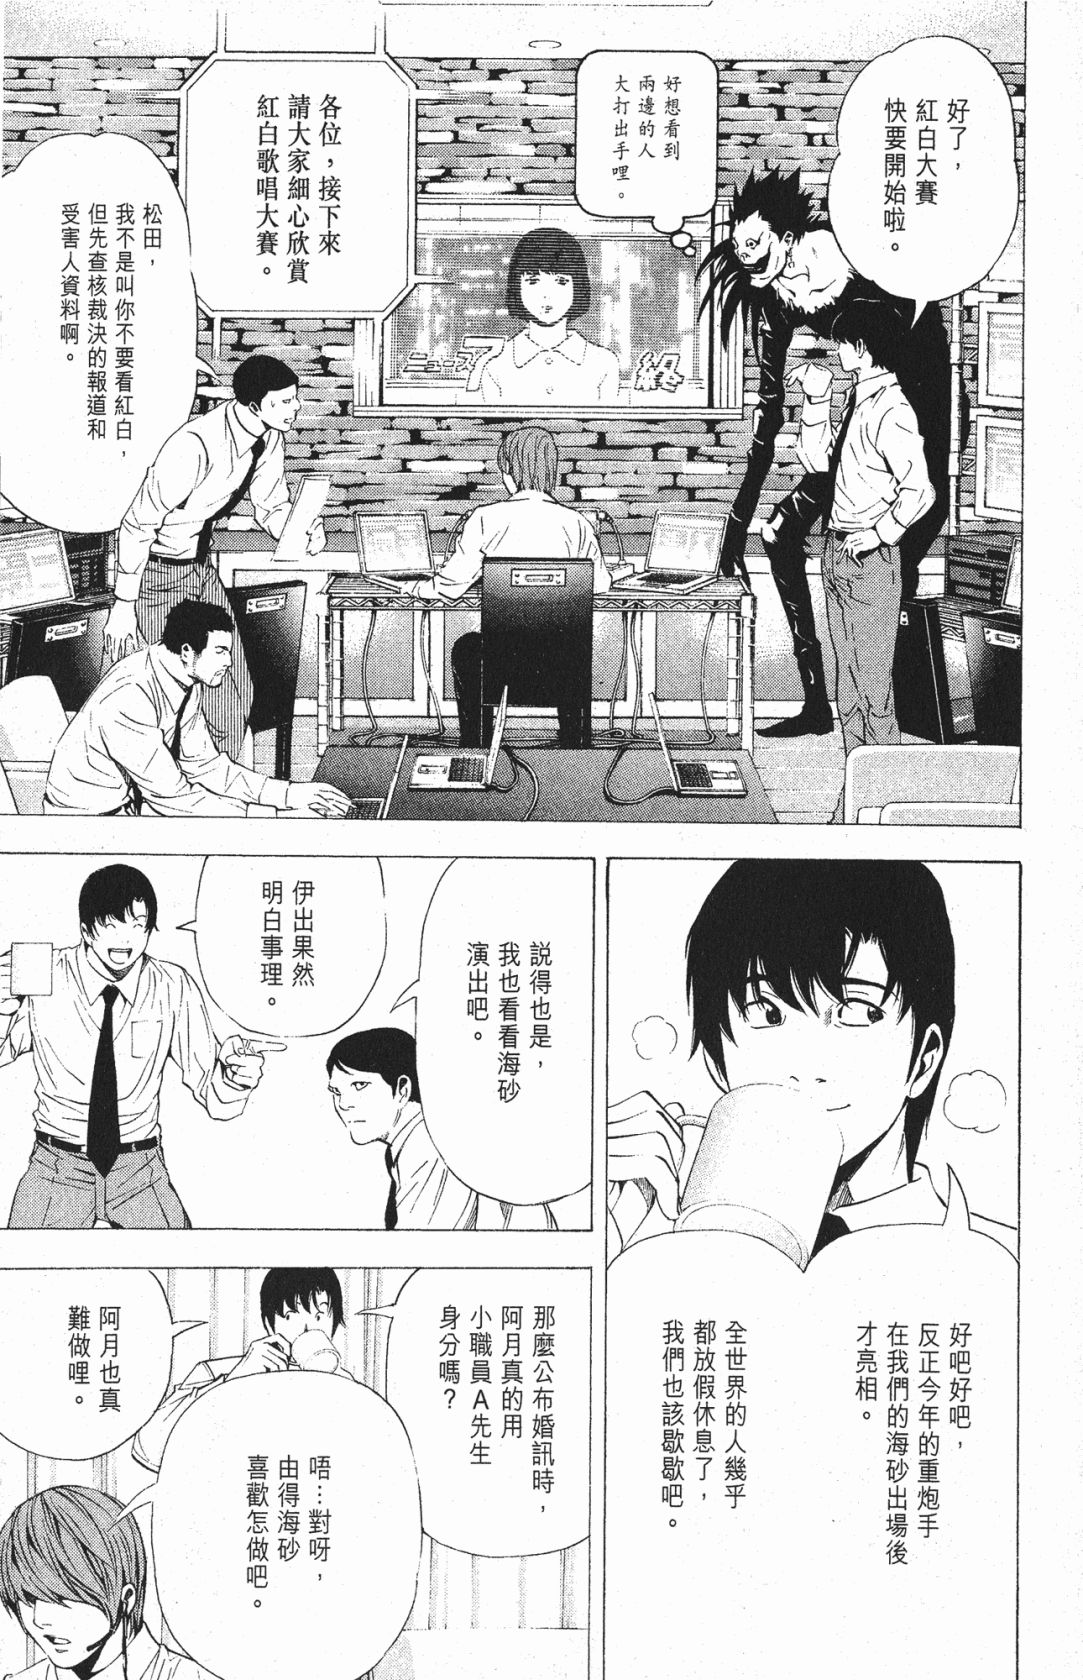 好了，
紅白大賽
快要開始啦。
好想看到
兩邊的人
大打出手哩。
各位，接下來
請大家細心欣賞
紅白歌唱大賽。
ニュース7
終
松田，
我不是叫你不要看紅白，
但先查核裁決的報道和
受害人資料啊。
好吧好吧，
反正今年的重炮手
在我們的海砂出場後
才亮相。
全世界的人幾乎
都放假休息了，
我們也該歇歇吧。
說得也是，
我也看看海砂
演出吧。
伊出果然
明白事理。
那麼公布婚訊時，
阿月真的用
小職員A先生
身分嗎？
唔…對呀，
由得海砂
喜歡怎做吧。
阿月也真
難做哩。